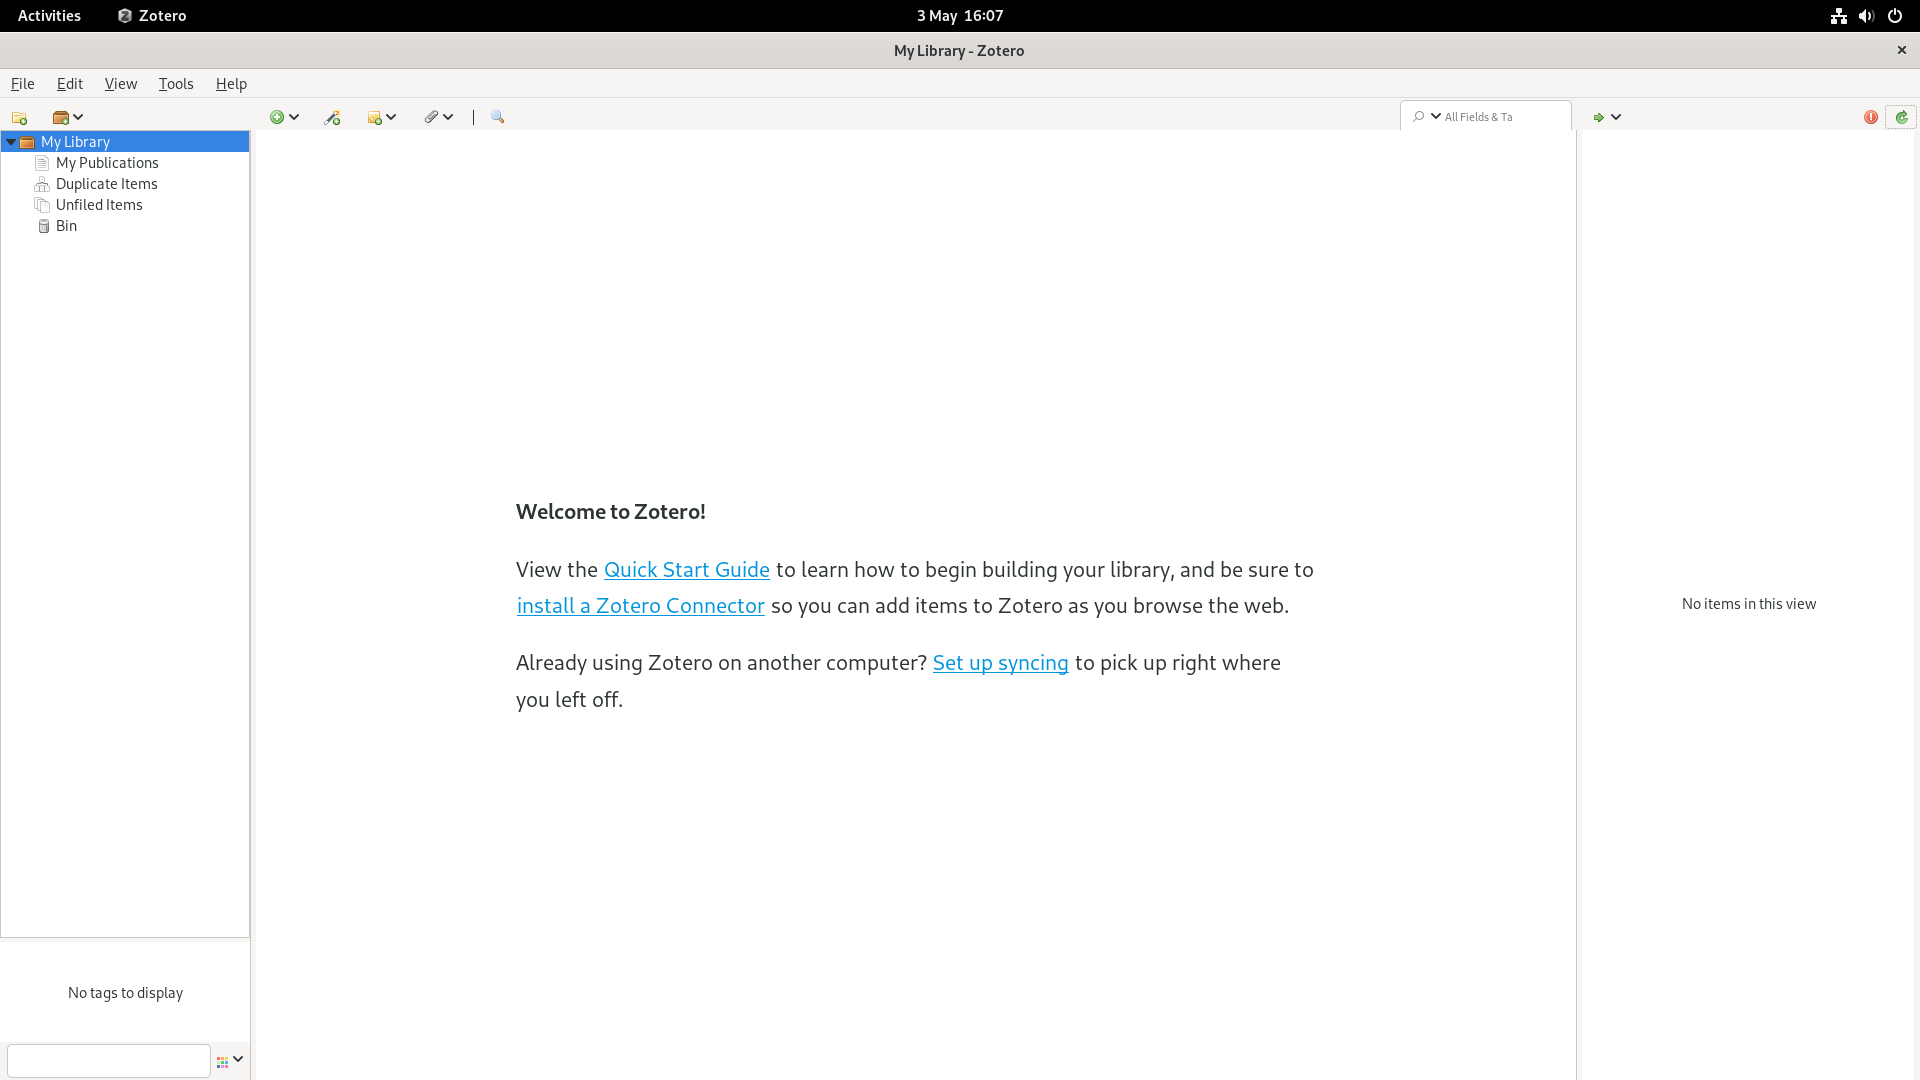 Activities
Zotero
3 May 16:07
My Library - Zotero
File
Edit
View
Tools
Help
All Fields & Ta
My Library
My Publications
Duplicate Items
Unfiled Items
Bin
Welcome to Zotero!
View the Quick Start Guide to learn how to begin building your library, and be sure to
install a Zotero Connector so you can add items to Zotero as you browse the web.
Already using Zotero on another computer? Set up syncing to pick up right where
you left off.
No items in this view
No tags to display